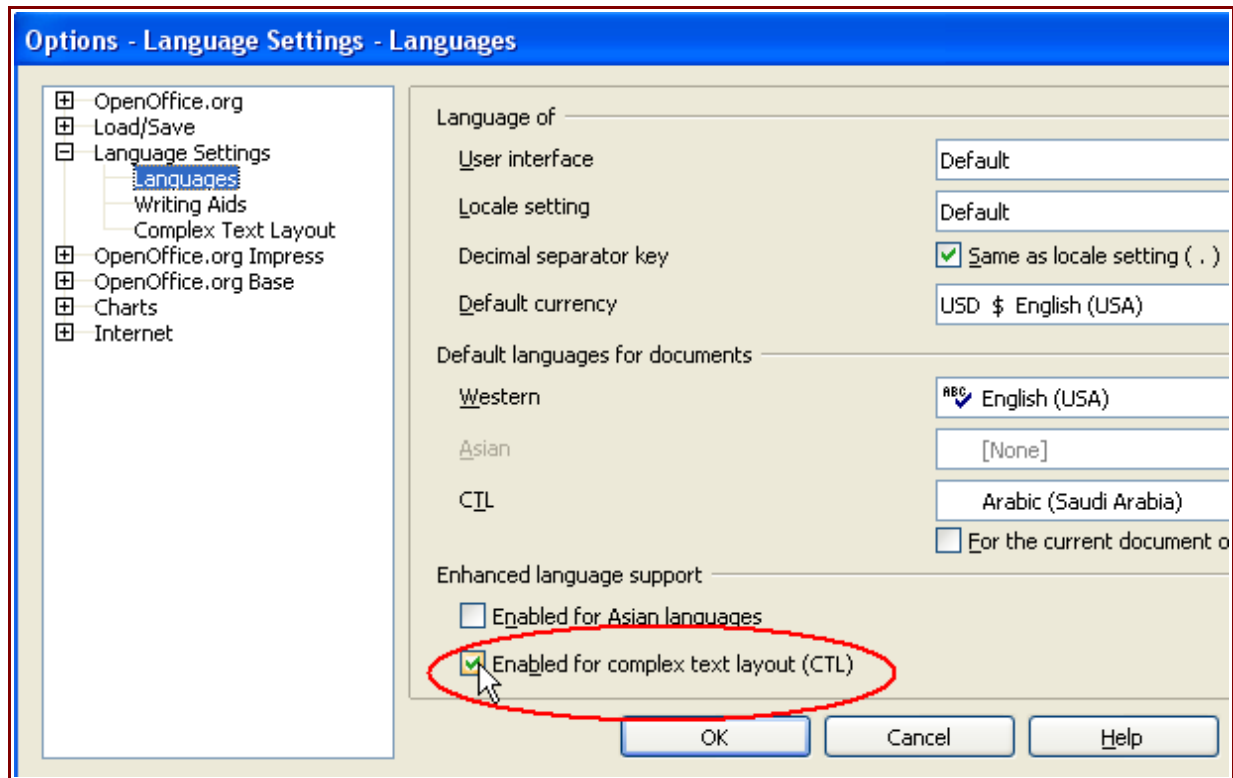 Options - Language Settings - Languages
OpenOffice.org
Load/Save
Language Settings
Languages
Writing Aids
Complex Text Layout
OpenOffice.org Impress
OpenOffice.org Base
Charts
Internet
Language of
User interface
Default
Locale setting
Default
Decimal separator key
Same as locale setting ( . )
Default currency
USD $ English (USA)
Default languages for documents
Western
ABC English (USA)
Asian
[None]
CTL
Arabic (Saudi Arabia)
For the current document o
Enhanced language support
Enabled for Asian languages
Enabled for complex text layout (CTL)
OK Cancel Help